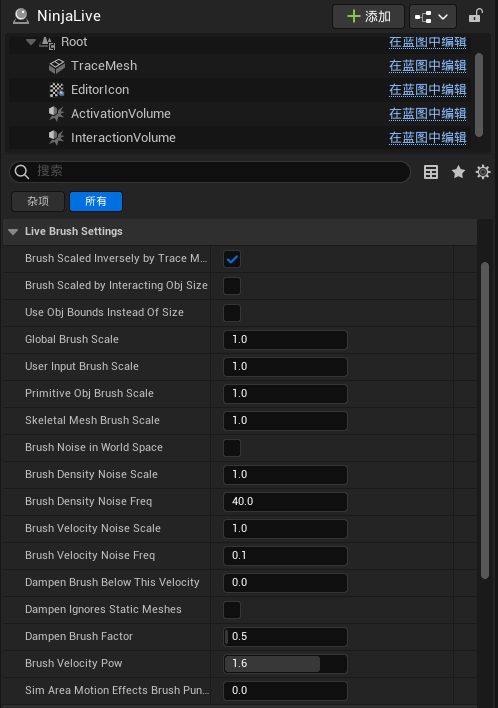 NinjaLive
添加
Root 在蓝图中编辑
TraceMesh 在蓝图中编辑
EditorIcon 在蓝图中编辑
ActivationVolume 在蓝图中编辑
InteractionVolume 在蓝图中编辑
搜索
杂项 所有
Live Brush Settings
Brush Scaled Inversely by Trace M...
Brush Scaled by Interacting Obj Size
Use Obj Bounds Instead Of Size
Global Brush Scale 1.0
User Input Brush Scale 1.0
Primitive Obj Brush Scale 1.0
Skeletal Mesh Brush Scale 1.0
Brush Noise in World Space
Brush Density Noise Scale 1.0
Brush Density Noise Freq 40.0
Brush Velocity Noise Scale 1.0
Brush Velocity Noise Freq 0.1
Dampen Brush Below This Velocity 0.0
Dampen Ignores Static Meshes
Dampen Brush Factor 0.5
Brush Velocity Pow 1.6
Sim Area Motion Effects Brush Pun... 0.0